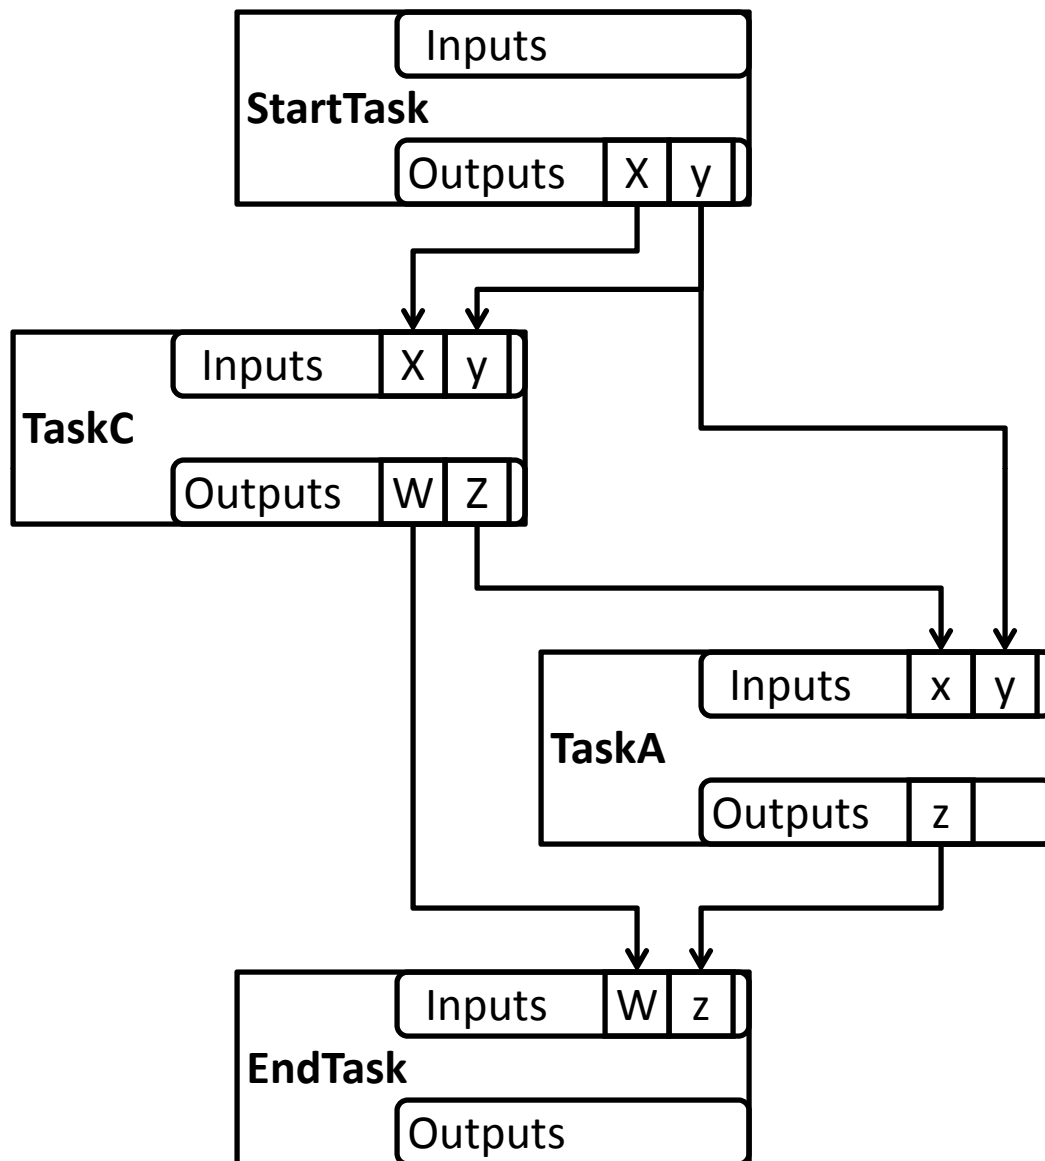 Inputs
StartTask
Outputs X y
Inputs X y
TaskC
Outputs W Z
Inputs x y
TaskA
Outputs z
Inputs W z
EndTask
Outputs